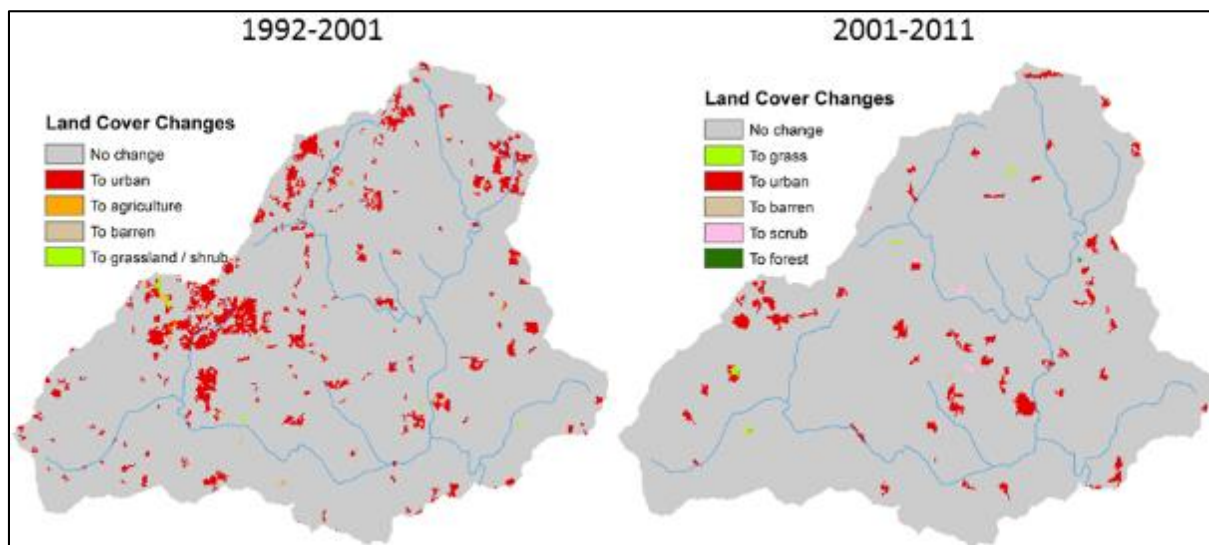 1992-2001
Land Cover Changes
No change
To urban
To agriculture
To barren
To grassland / shrub
2001-2011
Land Cover Changes
No change
To grass
To urban
To barren
To scrub
To forest